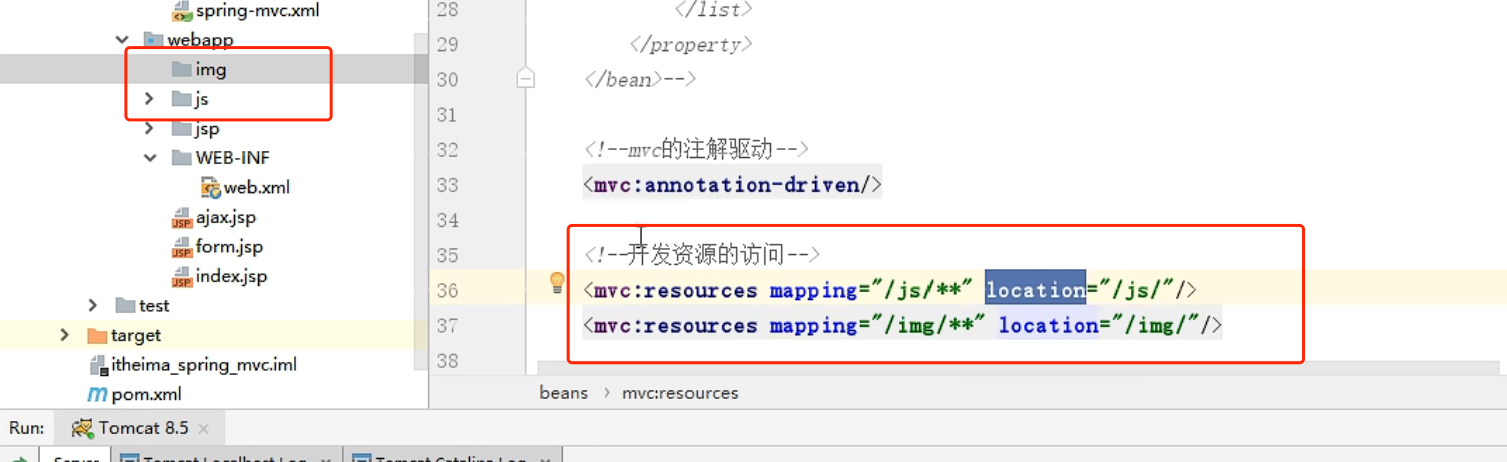 spring-mvc.xml
webapp
img
js
jsp
WEB-INF
web.xml
ajax.jsp
form.jsp
index.jsp
test
target
itheima_spring_mvc.iml
pom.xml
28 </list>
29 </property>
30 </bean>-->
31
32 <!--mvc的注解驱动-->
33 <mvc:annotation-driven/>
34
35 <!--开发资源的访问-->
36 <mvc:resources mapping="/js/**" location="/js/"/>
37 <mvc:resources mapping="/img/**" location="/img/"/>
38
beans > mvc:resources
Run: Tomcat 8.5
Server Tomcat Localhost Log Tomcat Catalina Log